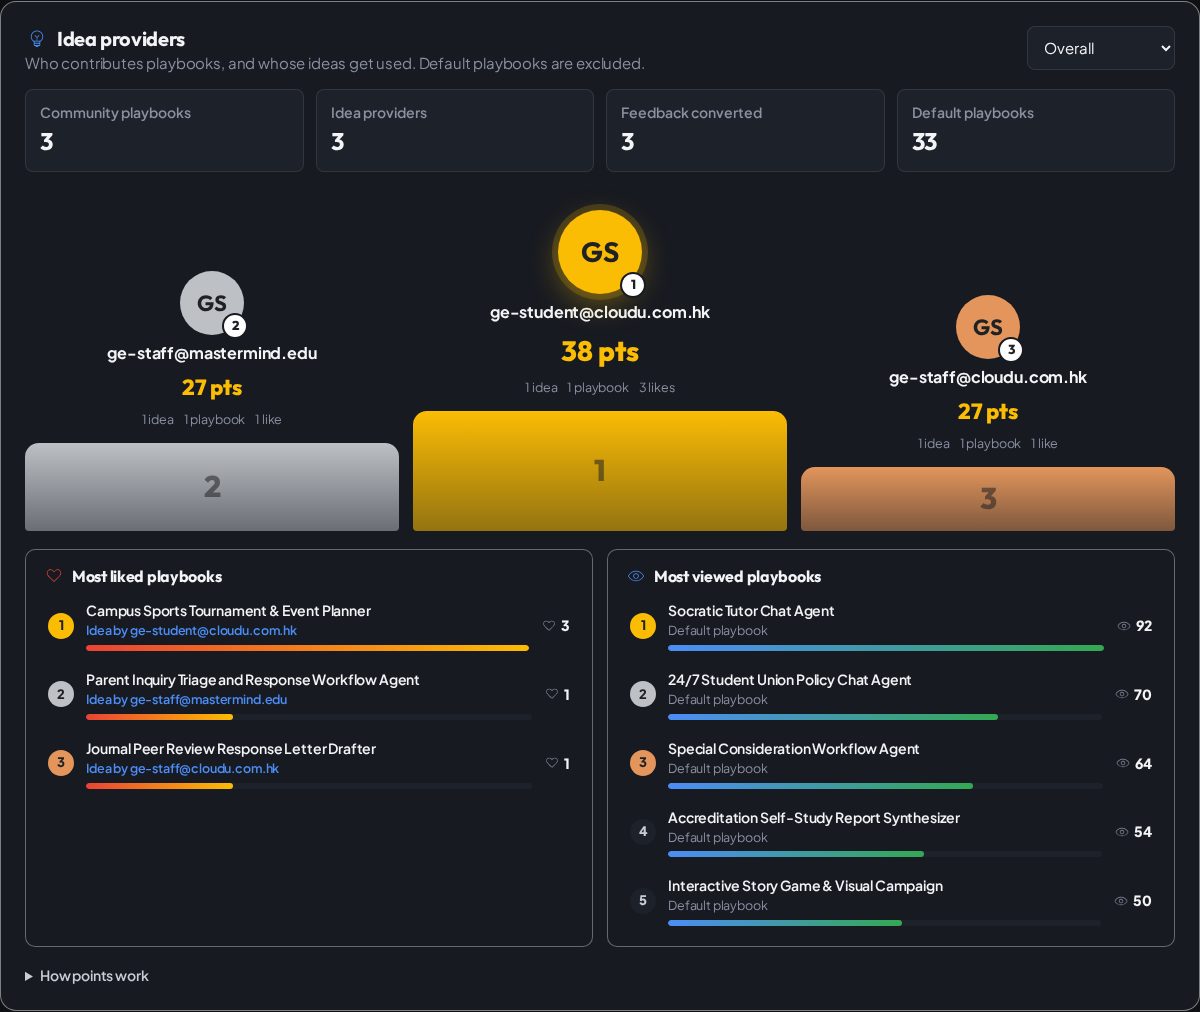 Idea providers
Who contributes playbooks, and whose ideas get used. Default playbooks are excluded.
Overall
Community playbooks
3
Idea providers
3
Feedback converted
3
Default playbooks
33
GS
2
ge-staff@mastermind.edu
27 pts
1 idea 1 playbook 1 like
2
GS
1
ge-student@cloudu.com.hk
38 pts
1 idea 1 playbook 3 likes
1
GS
3
ge-staff@cloudu.com.hk
27 pts
1 idea 1 playbook 1 like
3
Most liked playbooks
1
Campus Sports Tournament & Event Planner
Idea by ge-student@cloudu.com.hk
3
2
Parent Inquiry Triage and Response Workflow Agent
Idea by ge-staff@mastermind.edu
1
3
Journal Peer Review Response Letter Drafter
Idea by ge-staff@cloudu.com.hk
1
Most viewed playbooks
1
Socratic Tutor Chat Agent
Default playbook
92
2
24/7 Student Union Policy Chat Agent
Default playbook
70
3
Special Consideration Workflow Agent
Default playbook
64
4
Accreditation Self-Study Report Synthesizer
Default playbook
54
5
Interactive Story Game & Visual Campaign
Default playbook
50
How points work